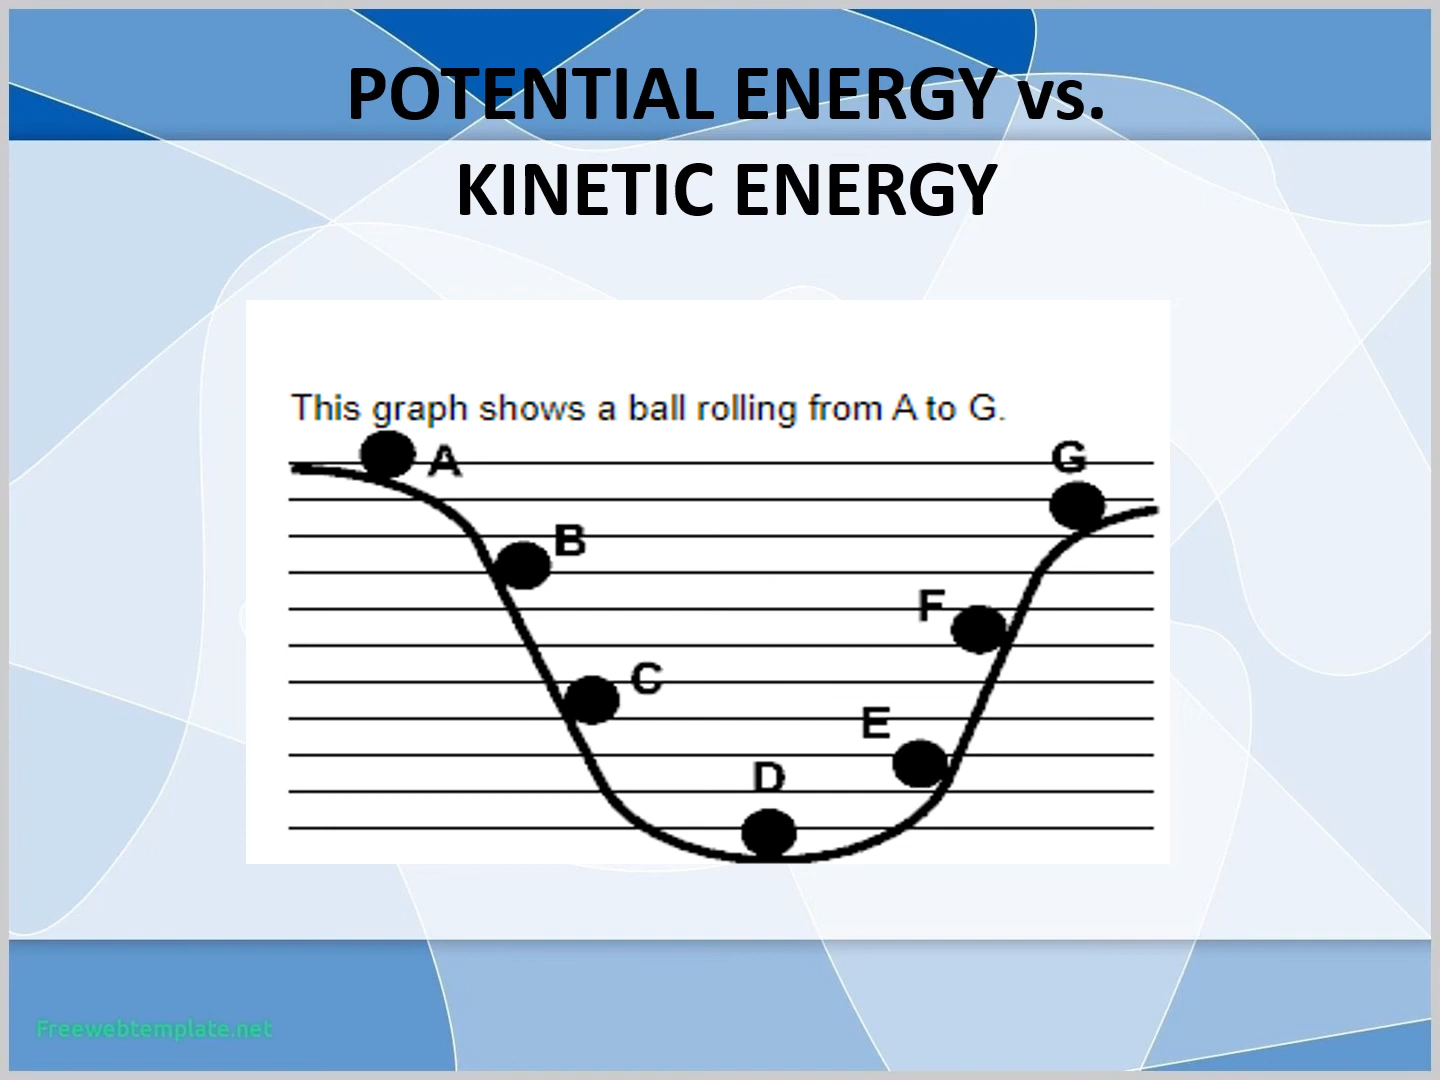 POTENTIAL ENERGY vs.
KINETIC ENERGY
This graph shows a ball rolling from A to G.
A
G
B
F
C
E
D
Freewebtemplate.net